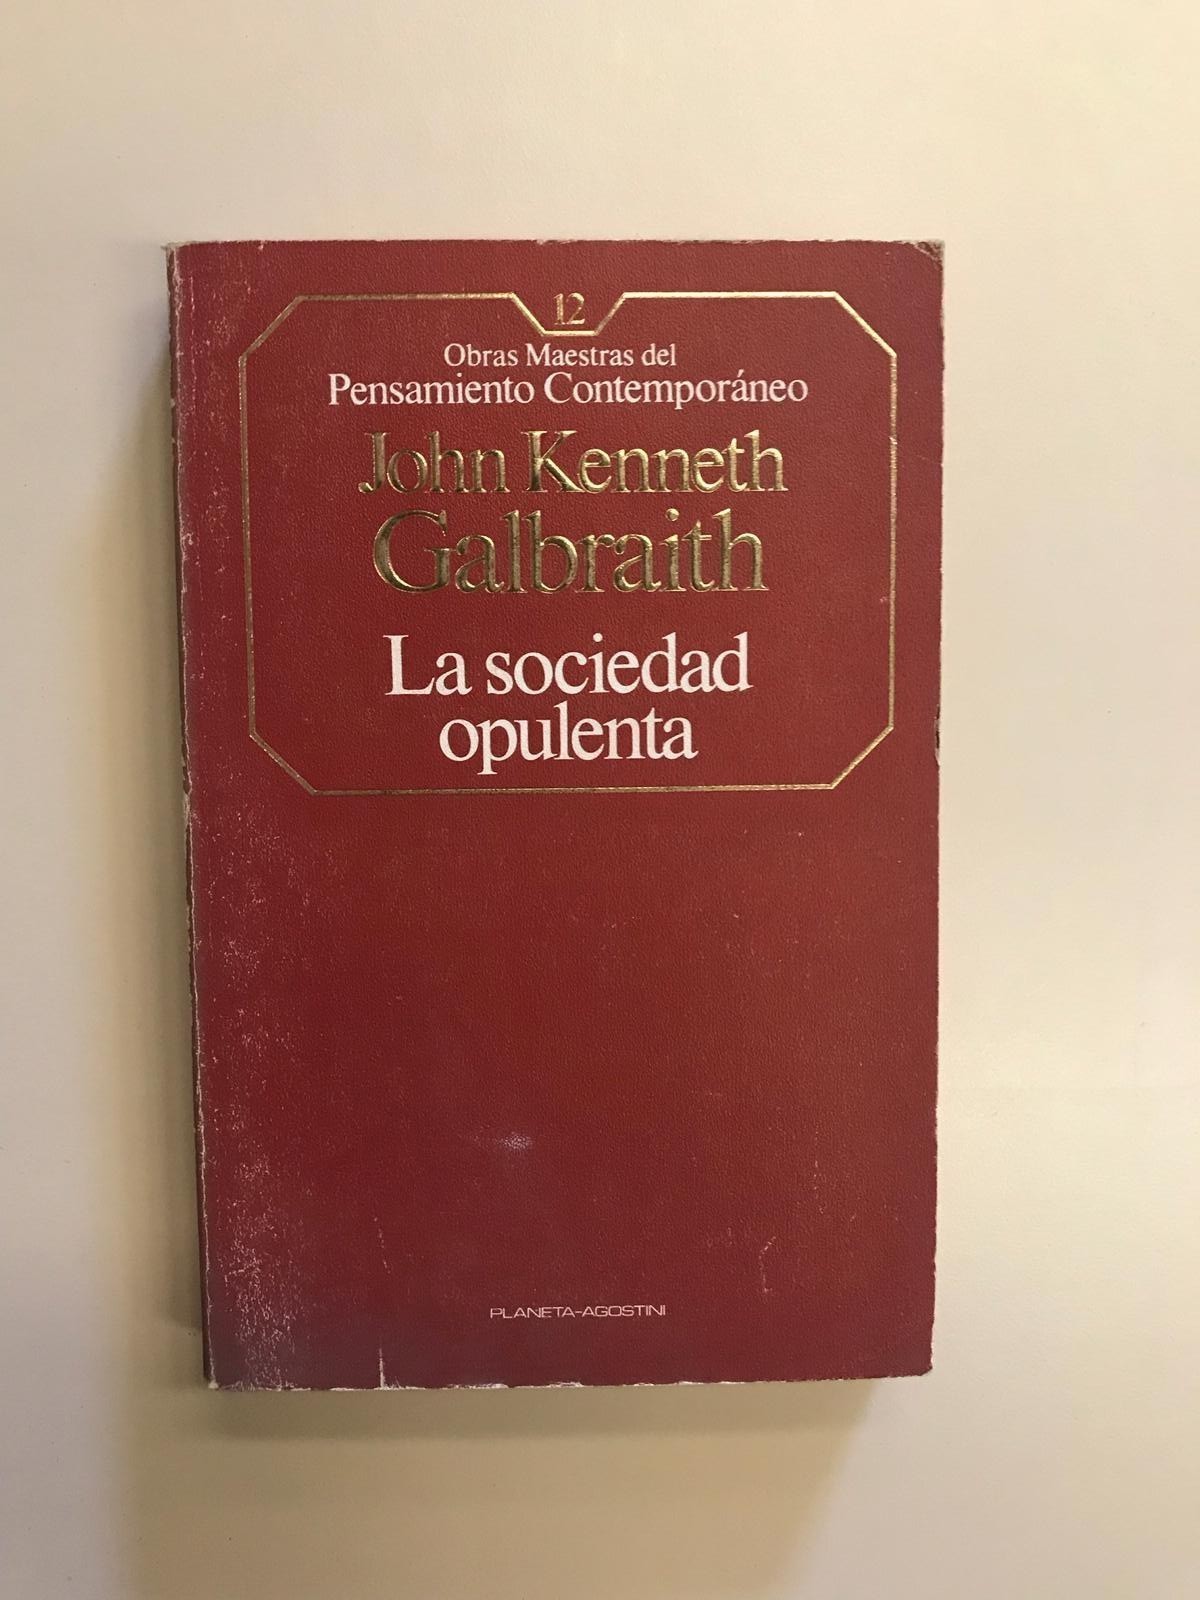 12
Obras Maestras del
Pensamiento Contemporáneo
John Kenneth
Galbraith
La sociedad
opulenta
PLANETA-AGOSTINI